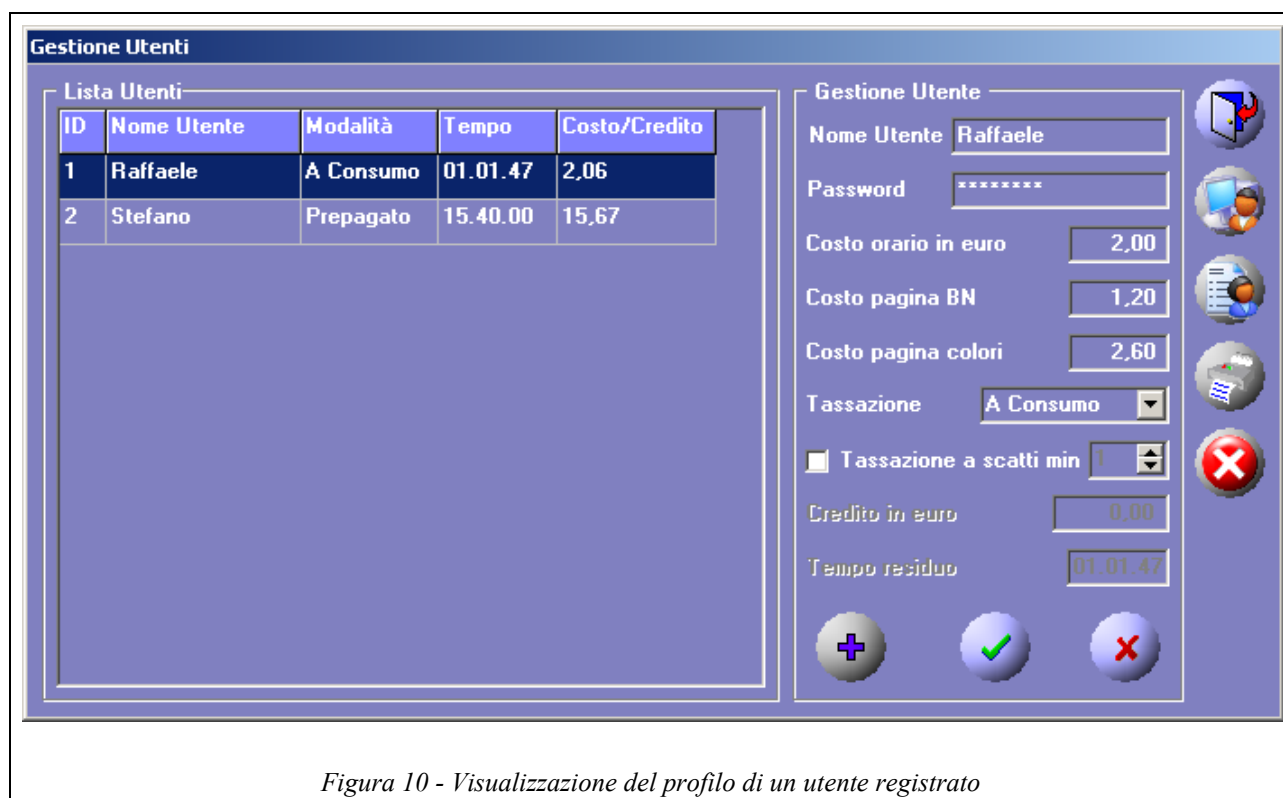 Gestione Utenti
Lista Utenti
ID Nome Utente Modalità Tempo Costo/Credito
1 Raffaele A Consumo 01.01.47 2,06
2 Stefano Prepagato 15.40.00 15,67
Gestione Utente
Nome Utente Raffaele
Password ********
Costo orario in euro 2,00
Costo pagina BN 1,20
Costo pagina colori 2,60
Tassazione A Consumo
Tassazione a scatti min 1
Credito in euro 0,00
Tempo residuo 01.01.47
Figura 10 - Visualizzazione del profilo di un utente registrato